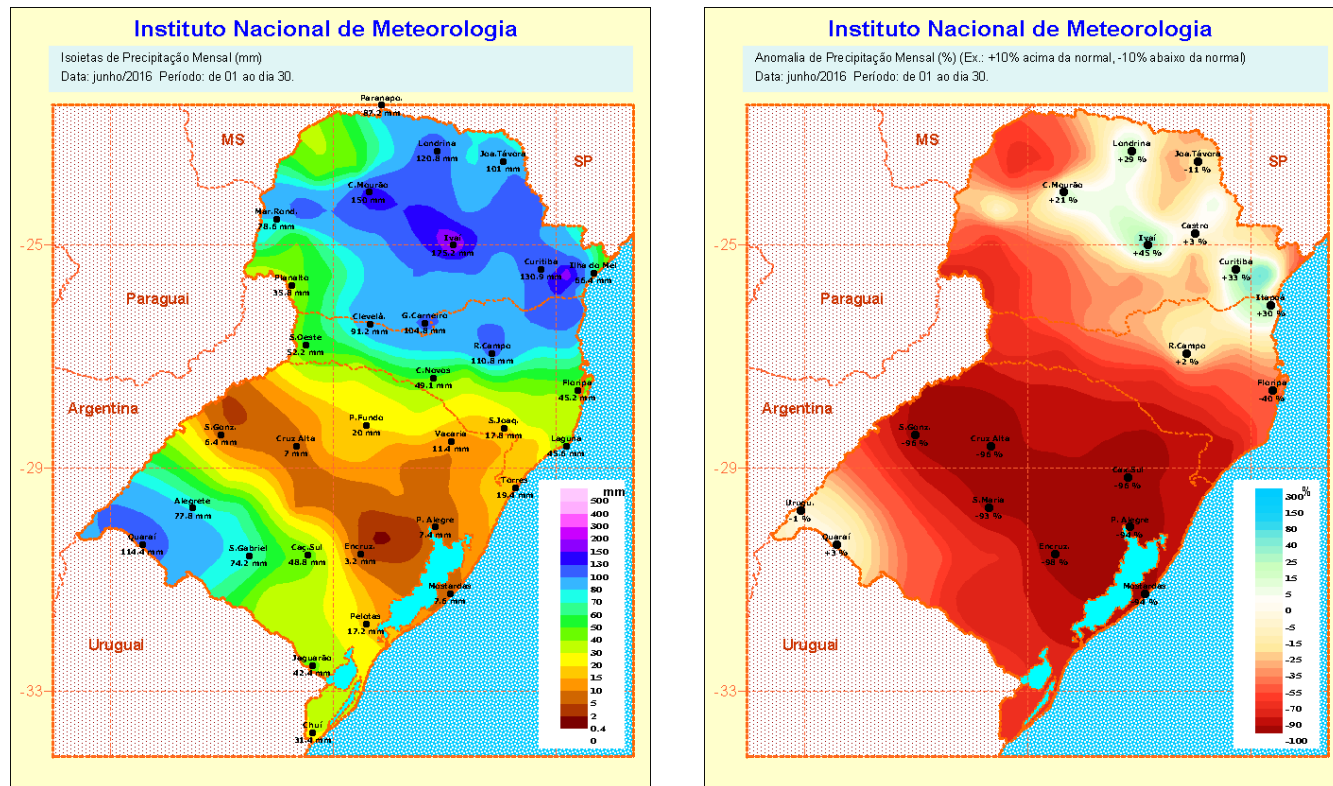 Instituto Nacional de Meteorologia
Isoietas de Precipitação Mensal (mm)
Data: junho/2016 Período: de 01 ao dia 30.
Paranapo.
87.2 mm
MS
Londrina
120.8 mm
Joa.Távora
101 mm
SP
C.Mourão
150 mm
Mar.Rond.
78.6 mm
Ivaí
175.2 mm
-25
Curitiba
130.9 mm
Ilha do Mel
66.4 mm
Planalto
35.8 mm
Paraguai
Clevelâ.
91.2 mm
G.Carneiro
104.8 mm
S.Oeste
52.2 mm
R.Campo
110.8 mm
C.Novos
49.1 mm
Floripa
45.2 mm
Argentina
S.Gonz.
6.4 mm
Cruz Alta
7 mm
P.Fundo
20 mm
Vacaria
11.4 mm
S.Joaq.
17.8 mm
Laguna
45.6 mm
-29
Torres
19.4 mm
Alegrete
77.8 mm
Quaraí
114.4 mm
S.Gabriel
74.2 mm
Caç.Sul
48.8 mm
Encruz.
3.2 mm
P. Alegre
7.4 mm
Mostardas
7.6 mm
Pelotas
17.2 mm
Uruguai
Jaguarão
42.4 mm
-33
Chuí
31.4 mm
mm
500
400
300
200
150
130
100
80
70
60
50
40
30
20
15
10
5
2
0.4
0
Instituto Nacional de Meteorologia
Anomalia de Precipitação Mensal (%) (Ex.: +10% acima da normal, -10% abaixo da normal)
Data: junho/2016 Período: de 01 ao dia 30.
MS
Londrina
+29 %
Joa.Távora
-11 %
SP
C.Mourão
+21 %
Castro
+3 %
Ivaí
+45 %
-25
Curitiba
+33 %
Itapoá
+30 %
Paraguai
R.Campo
+2 %
Floripa
-40 %
Argentina
S.Gonz.
-96 %
Cruz Alta
-96 %
-29
Cax.Sul
-96 %
S.Maria
-93 %
Urugu.
-1 %
Quaraí
+3 %
P. Alegre
-94 %
Encruz.
-98 %
Mostardas
-94 %
Uruguai
-33
%
300
150
80
40
25
15
5
0
-5
-15
-25
-35
-55
-70
-90
-100